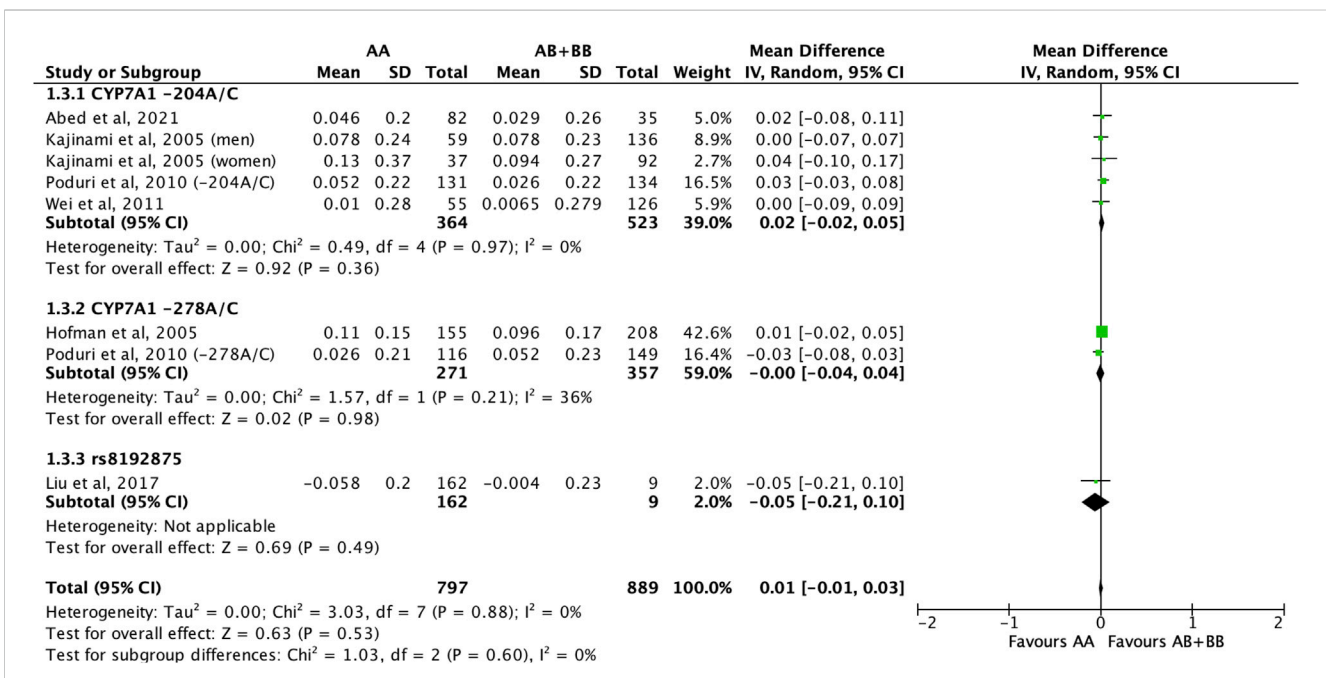 AA AB+BB Mean Difference Mean Difference
Study or Subgroup Mean SD Total Mean SD Total Weight IV, Random, 95% CI IV, Random, 95% CI
1.3.1 CYP7A1 -204A/C
Abed et al, 2021 0.046 0.2 82 0.029 0.26 35 5.0% 0.02 [-0.08, 0.11]
Kajinami et al, 2005 (men) 0.078 0.24 59 0.078 0.23 136 8.9% 0.00 [-0.07, 0.07]
Kajinami et al, 2005 (women) 0.13 0.37 37 0.094 0.27 92 2.7% 0.04 [-0.10, 0.17]
Poduri et al, 2010 (-204A/C) 0.052 0.22 131 0.026 0.22 134 16.5% 0.03 [-0.03, 0.08]
Wei et al, 2011 0.01 0.28 55 0.0065 0.279 126 5.9% 0.00 [-0.09, 0.09]
Subtotal (95% CI) 364 523 39.0% 0.02 [-0.02, 0.05]
Heterogeneity: Tau² = 0.00; Chi² = 0.49, df = 4 (P = 0.97); I² = 0%
Test for overall effect: Z = 0.92 (P = 0.36)
1.3.2 CYP7A1 -278A/C
Hofman et al, 2005 0.11 0.15 155 0.096 0.17 208 42.6% 0.01 [-0.02, 0.05]
Poduri et al, 2010 (-278A/C) 0.026 0.21 116 0.052 0.23 149 16.4% -0.03 [-0.08, 0.03]
Subtotal (95% CI) 271 357 59.0% -0.00 [-0.04, 0.04]
Heterogeneity: Tau² = 0.00; Chi² = 1.57, df = 1 (P = 0.21); I² = 36%
Test for overall effect: Z = 0.02 (P = 0.98)
1.3.3 rs8192875
Liu et al, 2017 -0.058 0.2 162 -0.004 0.23 9 2.0% -0.05 [-0.21, 0.10]
Subtotal (95% CI) 162 9 2.0% -0.05 [-0.21, 0.10]
Heterogeneity: Not applicable
Test for overall effect: Z = 0.69 (P = 0.49)
Total (95% CI) 797 889 100.0% 0.01 [-0.01, 0.03]
Heterogeneity: Tau² = 0.00; Chi² = 3.03, df = 7 (P = 0.88); I² = 0%
Test for overall effect: Z = 0.63 (P = 0.53)
Test for subgroup differences: Chi² = 1.03, df = 2 (P = 0.60), I² = 0%
-2 -1 0 1 2
Favours AA Favours AB+BB